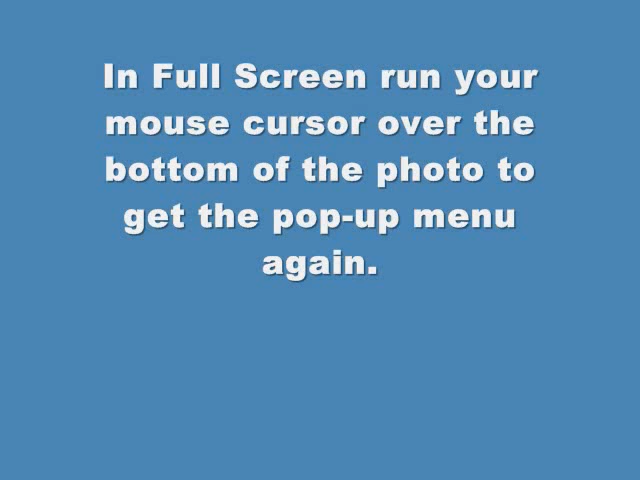 In Full Screen run your
mouse cursor over the
bottom of the photo to
get the pop-up menu
again.